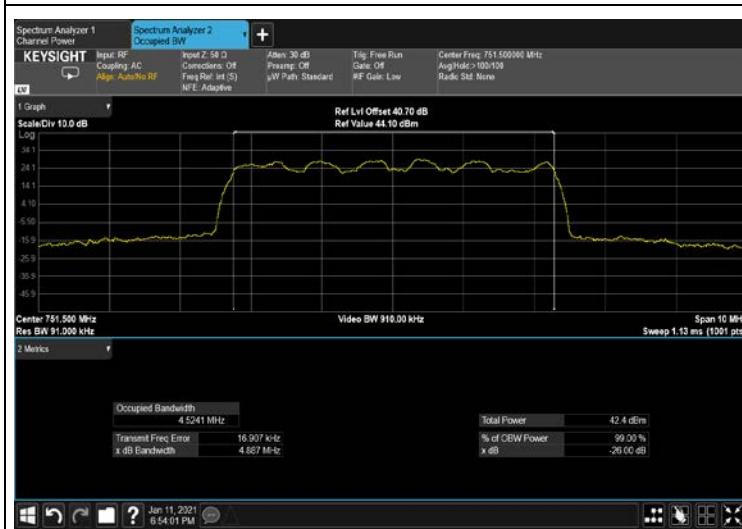 Spectrum Analyzer 1
Channel Power
Spectrum Analyzer 2
Occupied BW
KEYSIGHT
Input: RF
Coupling: AC
Align: Auto/No RF
Input Z: 50 Ω
Corrections: Off
Freq Ref: Int (S)
NFE: Adaptive
Atten: 30 dB
Preamp: Off
µW Path: Standard
Trig: Free Run
Gate: Off
#IF Gain: Low
Center Freq: 751.500000 MHz
Avg|Hold:>100/100
Radio Std: None
LXI
1 Graph
Scale/Div 10.0 dB
Ref Lvl Offset 40.70 dB
Ref Value 44.10 dBm
Log
34.1
24.1
14.1
4.10
-5.90
-15.9
-25.9
-35.9
-45.9
Center 751.500 MHz
Res BW 91.000 kHz
Video BW 910.00 kHz
Span 10 MH
Sweep 1.13 ms (1001 pts
2 Metrics
Occupied Bandwidth
4.5241 MHz
Transmit Freq Error 16.907 kHz
x dB Bandwidth 4.887 MHz
Total Power 42.4 dBm
% of OBW Power 99.00 %
x dB -26.00 dB
?
Jan 11, 2021
6:54:01 PM